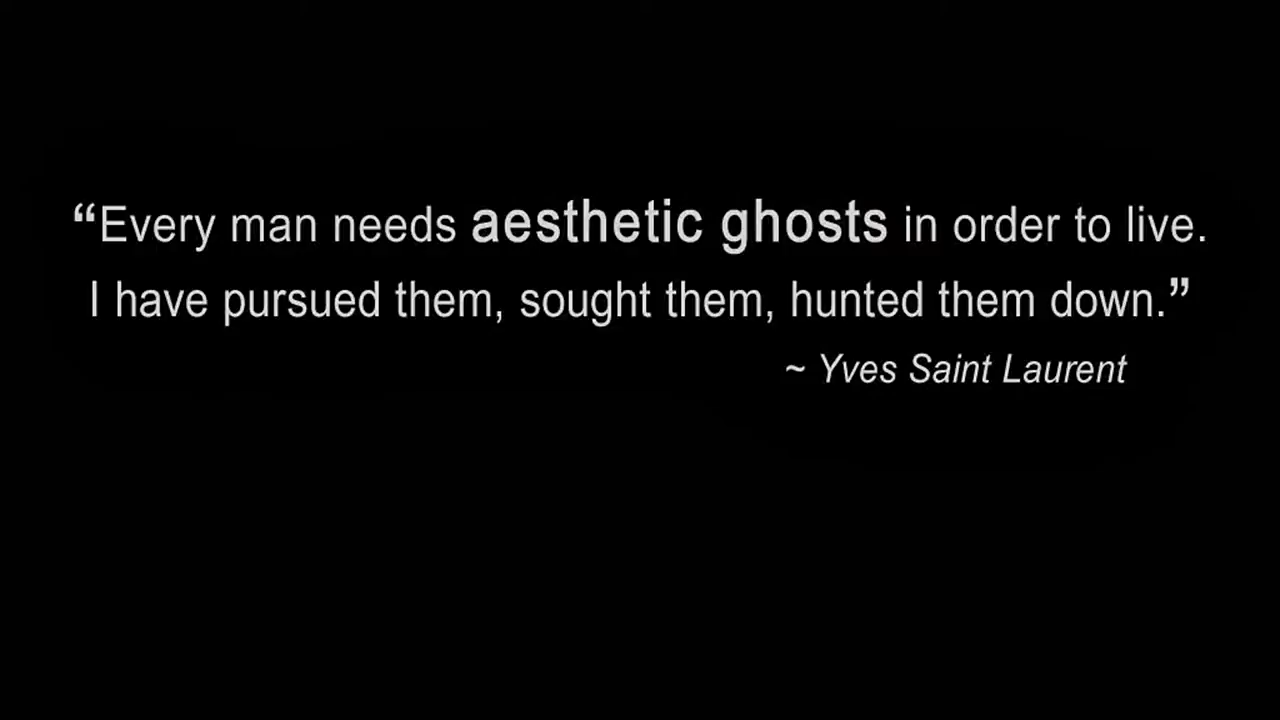 “Every man needs aesthetic ghosts in order to live.
I have pursued them, sought them, hunted them down.”
~ Yves Saint Laurent